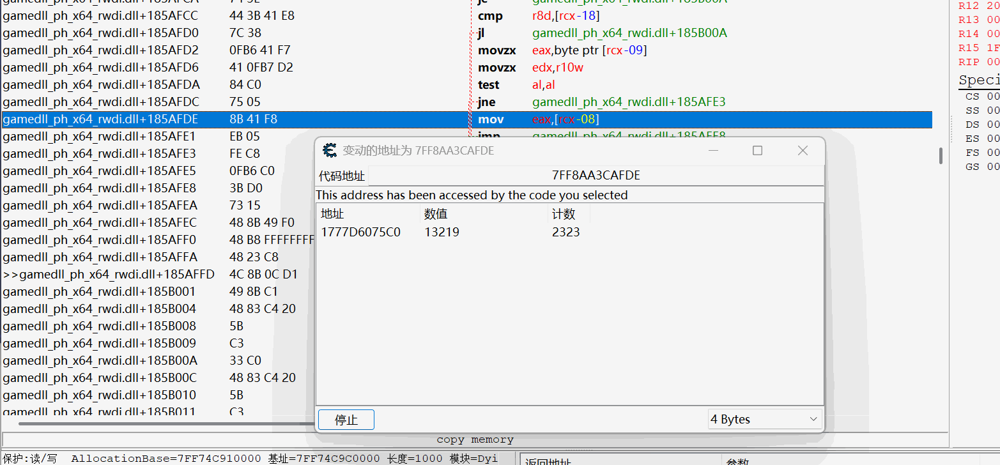 gamedll_ph_x64_rwdi.dll+185AFCC 44 3B 41 E8 cmp r8d,[rcx-18]
gamedll_ph_x64_rwdi.dll+185AFD0 7C 38 jl gamedll_ph_x64_rwdi.dll+185B00A
gamedll_ph_x64_rwdi.dll+185AFD2 0FB6 41 F7 movzx eax,byte ptr [rcx-09]
gamedll_ph_x64_rwdi.dll+185AFD6 41 0FB7 D2 movzx edx,r10w
gamedll_ph_x64_rwdi.dll+185AFDA 84 C0 test al,al
gamedll_ph_x64_rwdi.dll+185AFDC 75 05 jne gamedll_ph_x64_rwdi.dll+185AFE3
gamedll_ph_x64_rwdi.dll+185AFDE 8B 41 F8 mov eax,[rcx-08]
gamedll_ph_x64_rwdi.dll+185AFE1 EB 05 jmp gamedll_ph_x64_rwdi.dll+185AFE8
gamedll_ph_x64_rwdi.dll+185AFE3 FE C8
gamedll_ph_x64_rwdi.dll+185AFE5 0FB6 C0
gamedll_ph_x64_rwdi.dll+185AFE8 3B D0
gamedll_ph_x64_rwdi.dll+185AFEA 73 15
gamedll_ph_x64_rwdi.dll+185AFEC 48 8B 49 F0
gamedll_ph_x64_rwdi.dll+185AFF0 48 B8 FFFFFFFF
gamedll_ph_x64_rwdi.dll+185AFFA 48 23 C8
>>gamedll_ph_x64_rwdi.dll+185AFFD 4C 8B 0C D1
gamedll_ph_x64_rwdi.dll+185B001 49 8B C1
gamedll_ph_x64_rwdi.dll+185B004 48 83 C4 20
gamedll_ph_x64_rwdi.dll+185B008 5B
gamedll_ph_x64_rwdi.dll+185B009 C3
gamedll_ph_x64_rwdi.dll+185B00A 33 C0
gamedll_ph_x64_rwdi.dll+185B00C 48 83 C4 20
gamedll_ph_x64_rwdi.dll+185B010 5B
gamedll_ph_x64_rwdi.dll+185B011 C3
变动的地址为 7FF8AA3CAFDE
代码地址 7FF8AA3CAFDE
This address has been accessed by the code you selected
地址 数值 计数
1777D6075C0 13219 2323
停止 4 Bytes
copy memory
保护:读/写 AllocationBase=7FF74C910000 基址=7FF74C9C0000 长度=1000 模块=Dyi
返回地址 参数
R12 20
R13 00
R14 00
R15 1F
RIP 00
Speci
CS 00
SS 00
DS 00
ES 00
FS 00
GS 00